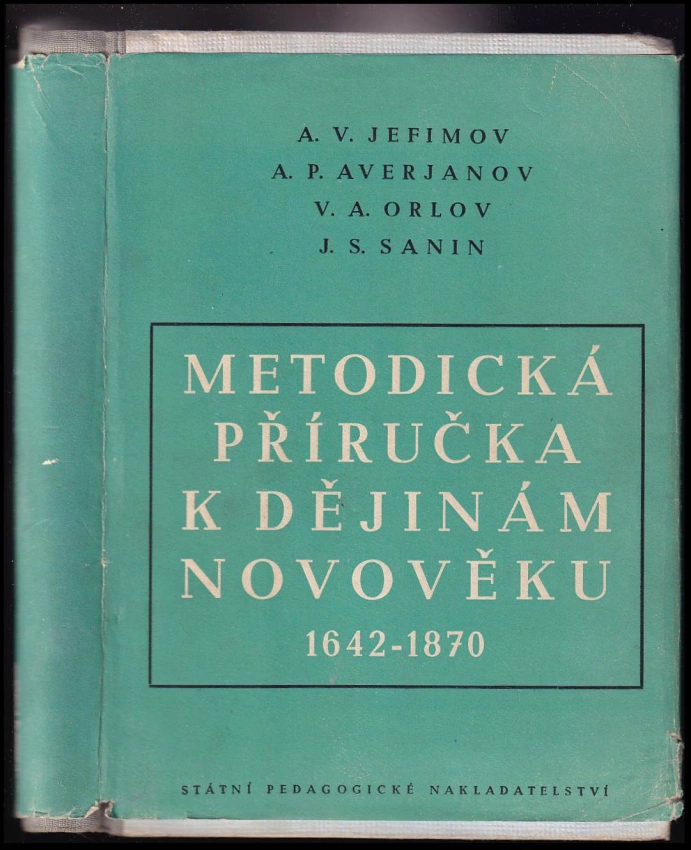 A. V. JEFIMOV
A. P. AVERJANOV
V. A. ORLOV
J. S. SANIN
METODICKÁ
PŘÍRUČKA
K DĚJINÁM
NOVOVĚKU
1642-1870
STÁTNÍ PEDAGOGICKÉ NAKLADATELSTVÍ